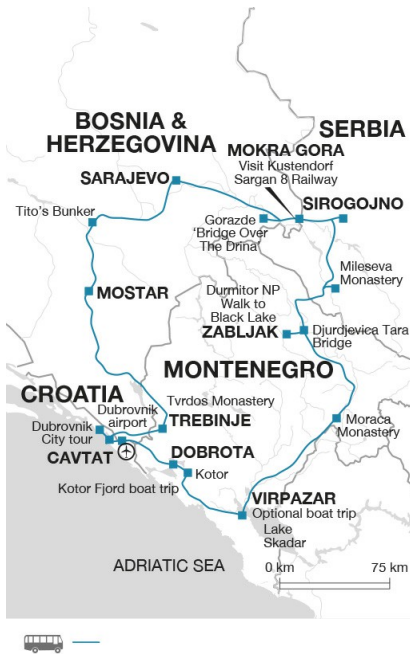 BOSNIA &
HERZEGOVINA
SERBIA
MOKRA GORA
Visit Kustendorf
Sargan 8 Railway
SARAJEVO
SIROGOJNO
Tito's Bunker
Gorazde
'Bridge Over
The Drina'
Mileseva
Monastery
MOSTAR
Durmitor NP
Walk to
Black Lake
ZABLJAK
Djurdjevica Tara
Bridge
MONTENEGRO
CROATIA
Tvrdos Monastery
Dubrovnik
airport
TREBINJE
Moraca
Monastery
Dubrovnik
City tour
CAVTAT
DOBROTA
Kotor
Kotor Fjord boat trip
VIRPAZAR
Optional boat trip
Lake
Skadar
ADRIATIC SEA
0 km
75 km